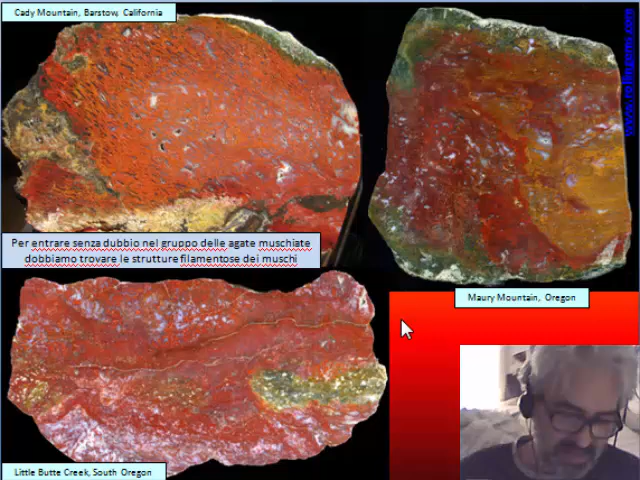 Cady Mountain, Barstow, California
Per entrare senza dubbio nel gruppo delle agate muschiate
dobbiamo trovare le strutture filamentose dei muschi
Maury Mountain, Oregon
Little Butte Creek, South Oregon